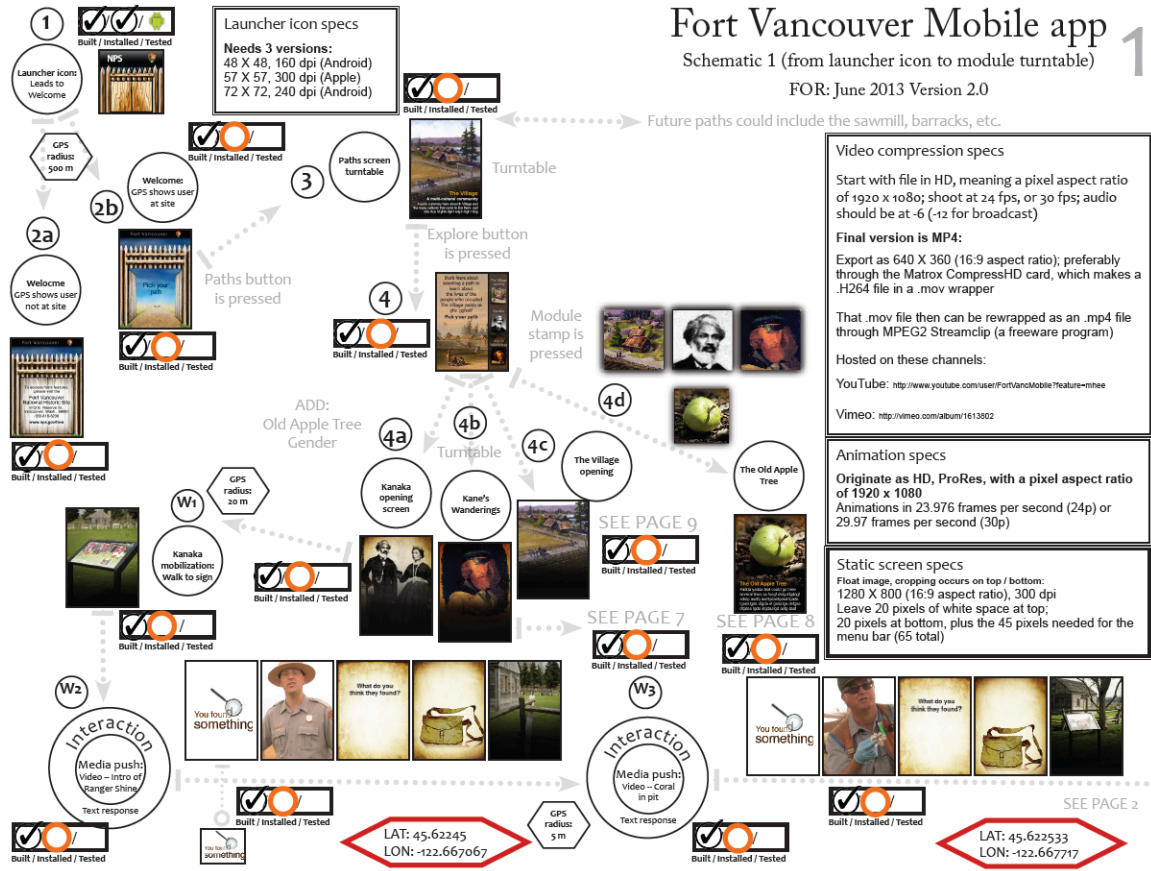 Fort Vancouver Mobile app
1
Schematic 1 (from launcher icon to module turntable)
FOR: June 2013 Version 2.0
1
Built / Installed / Tested
Launcher icon:
Leads to
Welcome
NPS
Launcher icon specs
Needs 3 versions:
48 X 48, 160 dpi (Android)
57 X 57, 300 dpi (Apple)
72 X 72, 240 dpi (Android)
Built / Installed / Tested
Future paths could include the sawmill, barracks, etc.
GPS
radius:
500 m
Built / Installed / Tested
Welcome:
GPS shows user
at site
2b
3
Paths screen
turntable
Turntable
The Village
A multi-cultural community
2a
Welcome
GPS shows user
not at site
Fort Vancouver
Pick your
path
Paths button
is pressed
Explore button
is pressed
4
Built / Installed / Tested
Pick your path
Module
stamp is
pressed
Built / Installed / Tested
Fort Vancouver
Fort Vancouver
National Historic Site
www.nps.gov/fova
Built / Installed / Tested
ADD:
Old Apple Tree
Gender
4a
4b
Turntable
4c
4d
Kanaka
opening
screen
Kane's
Wanderings
The Village
opening
The Old Apple
Tree
The Old Apple Tree
W1
GPS
radius:
20 m
Kanaka
mobilization:
Walk to sign
Built / Installed / Tested
Built / Installed / Tested
SEE PAGE 9
Built / Installed / Tested
SEE PAGE 7
Built / Installed / Tested
SEE PAGE 8
Built / Installed / Tested
Video compression specs
Start with file in HD, meaning a pixel aspect ratio
of 1920 x 1080; shoot at 24 fps, or 30 fps; audio
should be at -6 (-12 for broadcast)
Final version is MP4:
Export as 640 X 360 (16:9 aspect ratio); preferably
through the Matrox CompressHD card, which makes a
.H264 file in a .mov wrapper
That .mov file then can be rewrapped as an .mp4 file
through MPEG2 Streamclip (a freeware program)
Hosted on these channels:
YouTube: http://www.youtube.com/user/FortVancMobile?feature=mhee
Vimeo: http://vimeo.com/album/1613802
Animation specs
Originate as HD, ProRes, with a pixel aspect ratio
of 1920 x 1080
Animations in 23.976 frames per second (24p) or
29.97 frames per second (30p)
Static screen specs
Float image, cropping occurs on top / bottom:
1280 X 800 (16:9 aspect ratio), 300 dpi
Leave 20 pixels of white space at top;
20 pixels at bottom, plus the 45 pixels needed for the
menu bar (65 total)
W2
Interaction
Media push:
Video – Intro of
Ranger Shine
Text response
Built / Installed / Tested
You found
something
What do you
think they found?
You found
something
Built / Installed / Tested
LAT: 45.62245
LON: -122.667067
GPS
radius:
5 m
W3
Interaction
Media push:
Video -- Coral
in pit
Text response
Built / Installed / Tested
You found
something
What do you
think they found?
Built / Installed / Tested
SEE PAGE 2
LAT: 45.622533
LON: -122.667717